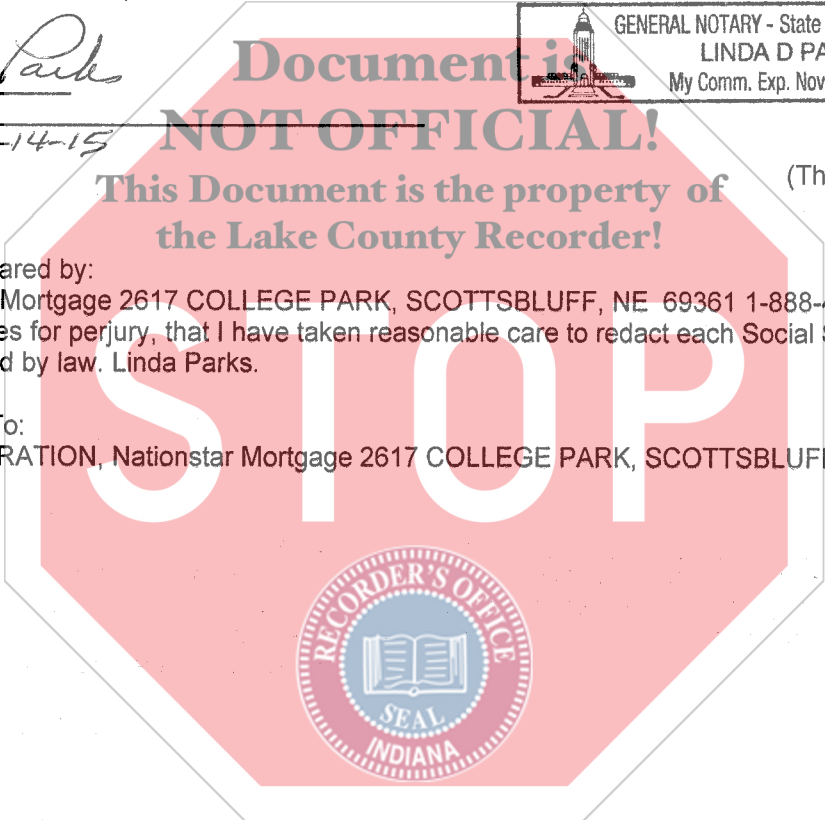 GENERAL NOTARY - State
LINDA D PA
My Comm. Exp. Nov
Parks
-14-15
Document is
NOT OFFICIAL!
This Document is the property of
the Lake County Recorder!
(Th
ared by:
Mortgage 2617 COLLEGE PARK, SCOTTSBLUFF, NE 69361 1-888-4
es for perjury, that I have taken reasonable care to redact each Social S
d by law. Linda Parks.
To:
RATION, Nationstar Mortgage 2617 COLLEGE PARK, SCOTTSBLUFF
STOP
RECORDER'S OFFICE
SEAL
INDIANA